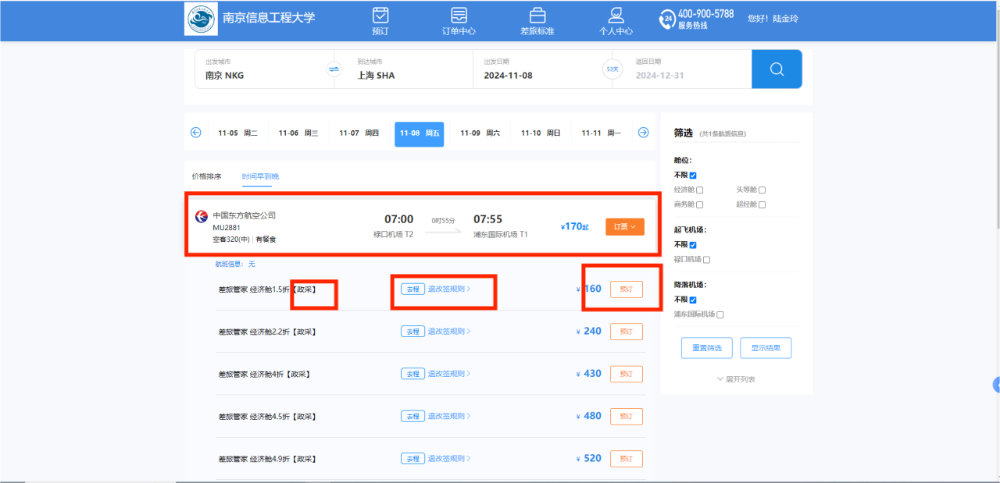 南京信息工程大学
预订
订单中心
差旅标准
个人中心
24
400-900-5788
服务热线
您好！陆金玲
出发城市
南京 NKG
到达城市
上海 SHA
出发日期
2024-11-08
53天
返回日期
2024-12-31
11-05 周二
11-06 周三
11-07 周四
11-08 周五
11-09 周六
11-10 周日
11-11 周一
价格排序
时间早到晚
中国东方航空公司
MU2881
空客320(中) | 有餐食
07:00
禄口机场 T2
0时55分
07:55
浦东国际机场 T1
¥170起
订票
航班信息： 无
差旅管家 经济舱1.5折【政采】 去程 退改签规则 ¥ 160 预订
差旅管家 经济舱2.2折【政采】 去程 退改签规则 ¥ 240 预订
差旅管家 经济舱4折【政采】 去程 退改签规则 ¥ 430 预订
差旅管家 经济舱4.5折【政采】 去程 退改签规则 ¥ 480 预订
差旅管家 经济舱4.9折【政采】 去程 退改签规则 ¥ 520 预订
筛选 (共1条航班信息)
舱位：
不限
经济舱 头等舱
商务舱 超经舱
起飞机场：
不限
禄口机场
降落机场：
不限
浦东国际机场
重置筛选 显示结果
展开列表